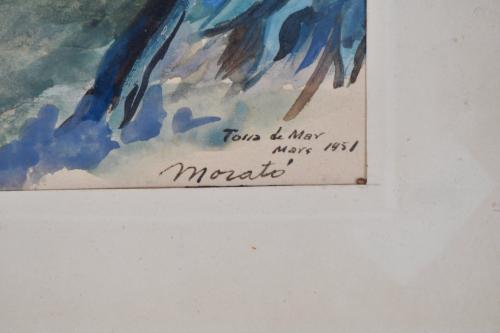 Tossa de Mar
Mars 1951
Morató